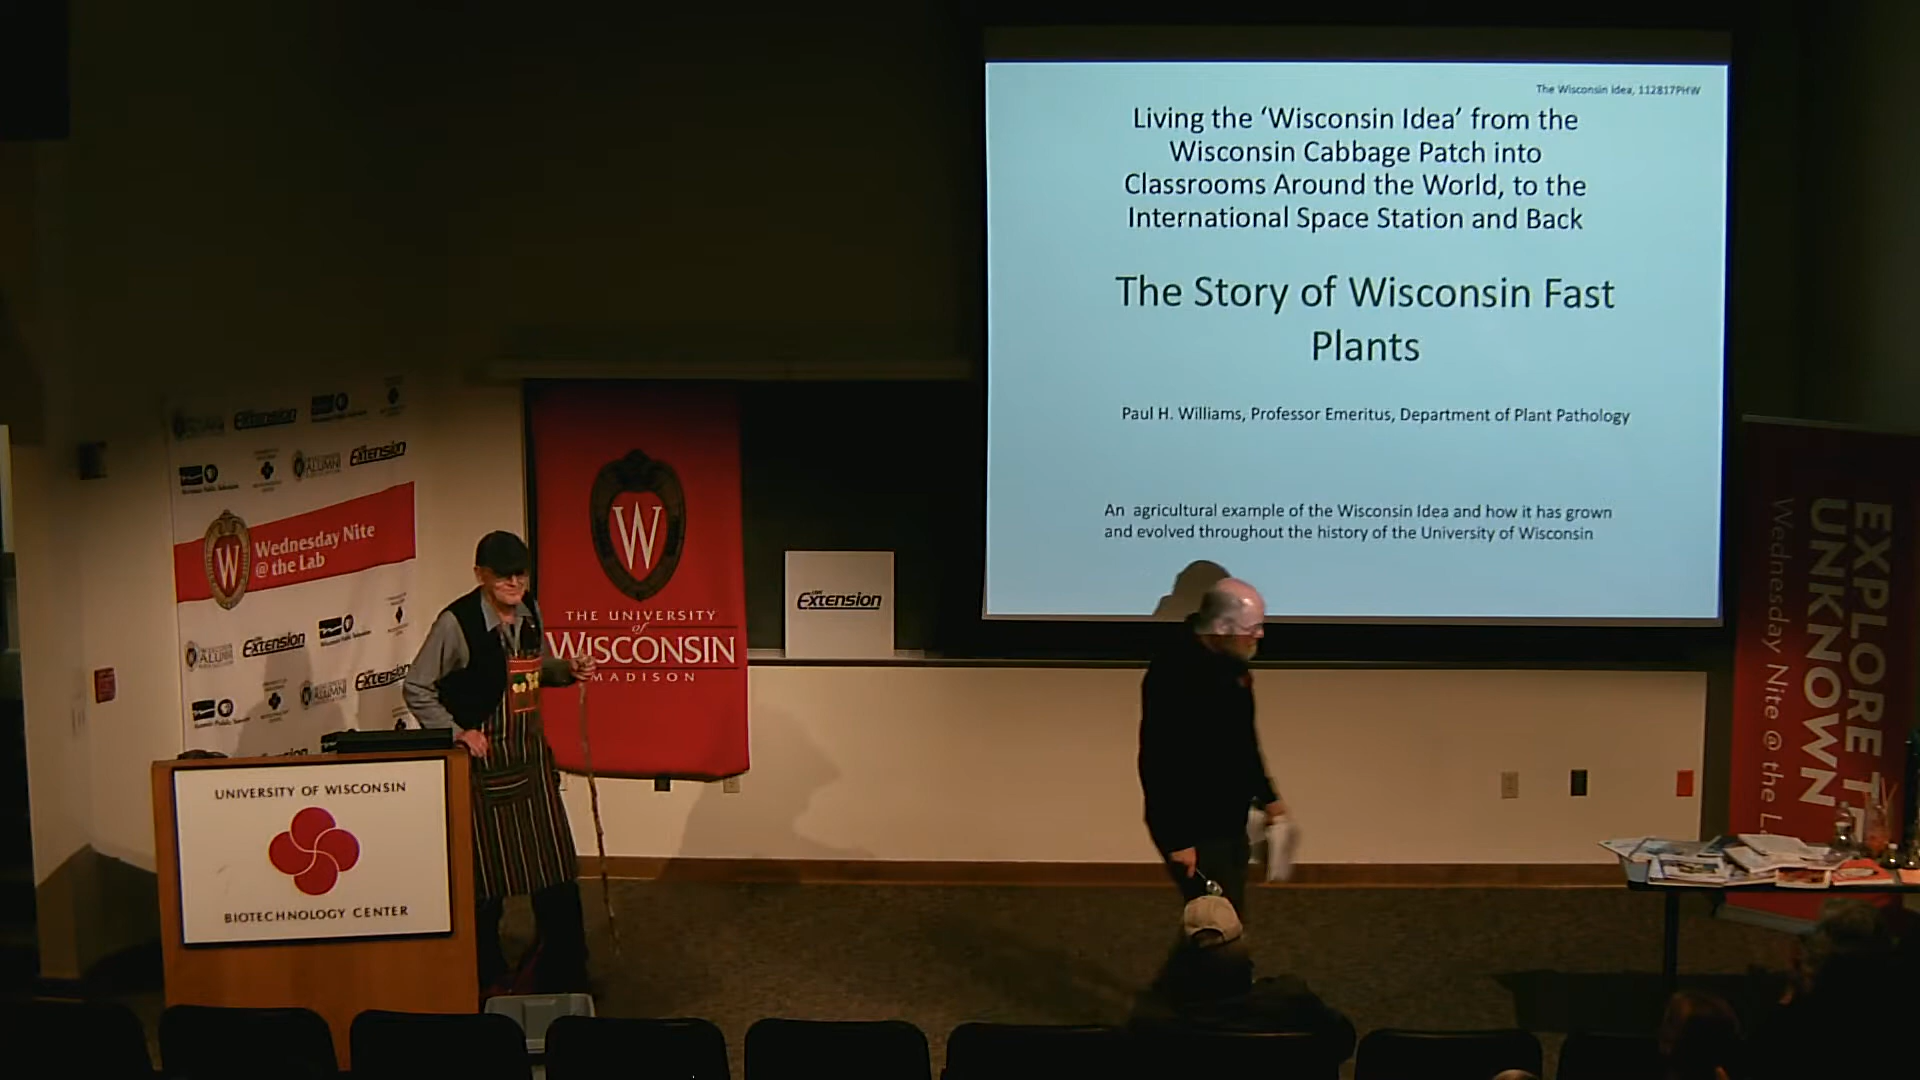 The Wisconsin Idea, 112817PHW
Living the ‘Wisconsin Idea’ from the
Wisconsin Cabbage Patch into
Classrooms Around the World, to the
International Space Station and Back
The Story of Wisconsin Fast
Plants
Paul H. Williams, Professor Emeritus, Department of Plant Pathology
An agricultural example of the Wisconsin Idea and how it has grown
and evolved throughout the history of the University of Wisconsin
Extension
Extension
W
Wednesday Nite
@ the Lab
Extension
Extension
W
THE UNIVERSITY
of
WISCONSIN
MADISON
Extension
UNIVERSITY OF WISCONSIN
BIOTECHNOLOGY CENTER
EXPLORE
UNKNOWN
Wednesday Nite @ the